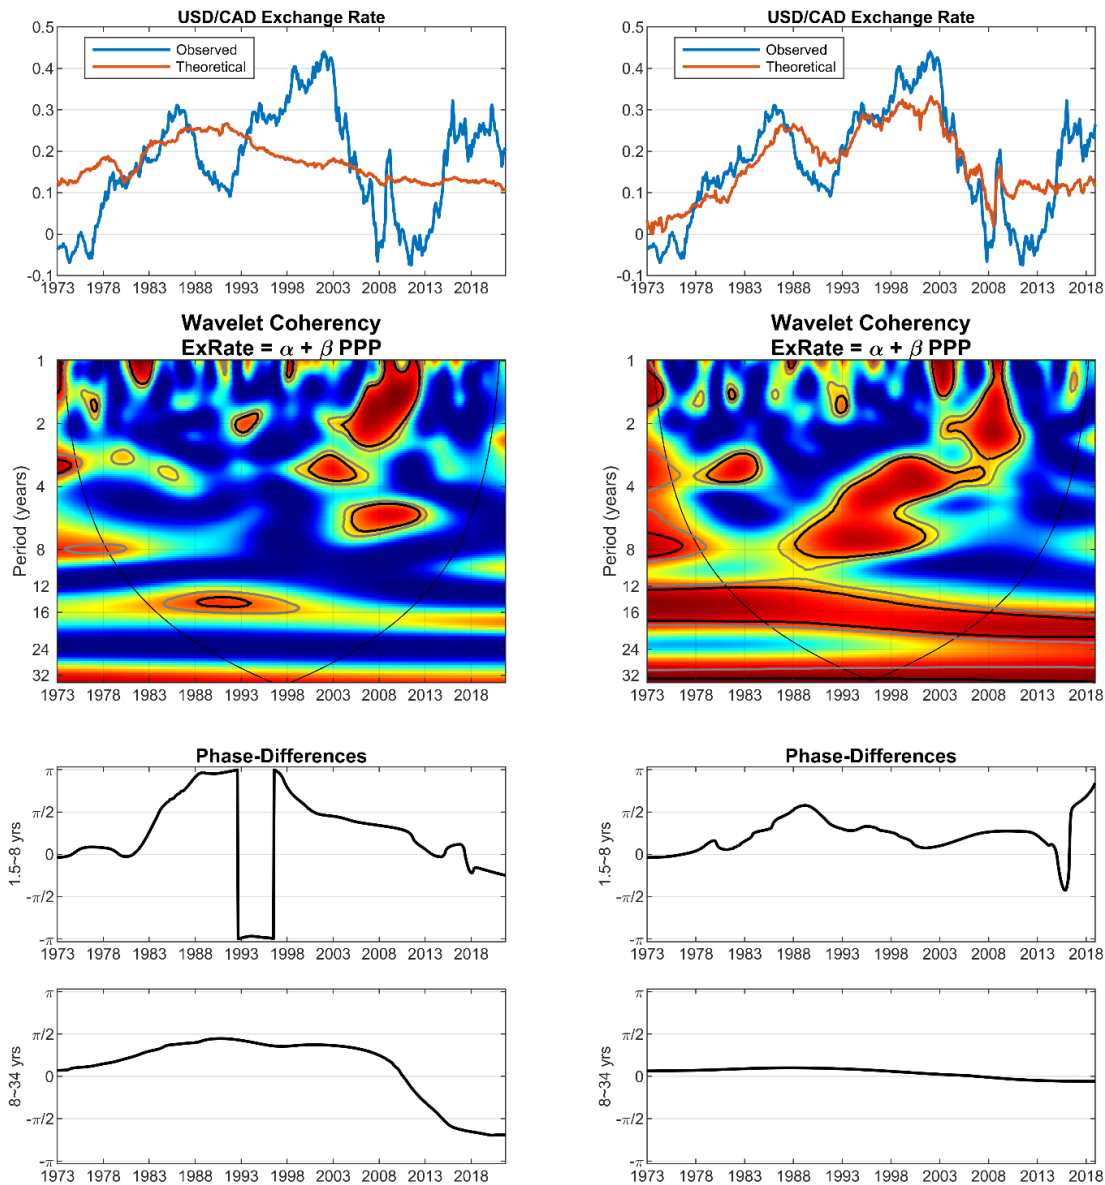 USD/CAD Exchange Rate
0.5
0.4
0.3
0.2
0.1
0
-0.1
Observed
Theoretical
1973 1978 1983 1988 1993 1998 2003 2008 2013 2018
USD/CAD Exchange Rate
0.5
0.4
0.3
0.2
0.1
0
-0.1
Observed
Theoretical
1973 1978 1983 1988 1993 1998 2003 2008 2013 2018
Wavelet Coherency
ExRate = α + β PPP
Period (years)
1
2
4
8
12
16
24
32
1973 1978 1983 1988 1993 1998 2003 2008 2013 2018
Wavelet Coherency
ExRate = α + β PPP
Period (years)
1
2
4
8
12
16
24
32
1973 1978 1983 1988 1993 1998 2003 2008 2013 2018
Phase-Differences
1.5~8 yrs
π
π/2
0
-π/2
-π
1973 1978 1983 1988 1993 1998 2003 2008 2013 2018
Phase-Differences
1.5~8 yrs
π
π/2
0
-π/2
-π
1973 1978 1983 1988 1993 1998 2003 2008 2013 2018
8~34 yrs
π
π/2
0
-π/2
-π
1973 1978 1983 1988 1993 1998 2003 2008 2013 2018
8~34 yrs
π
π/2
0
-π/2
-π
1973 1978 1983 1988 1993 1998 2003 2008 2013 2018